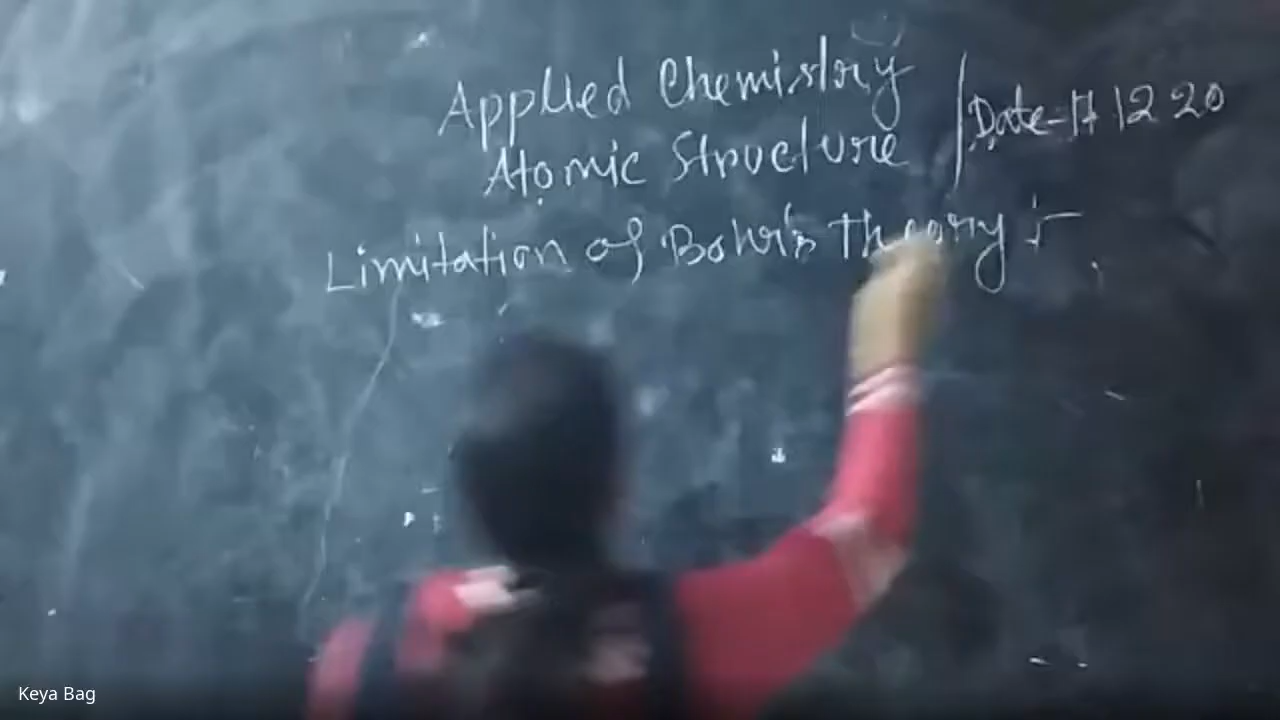 Applied Chemistry
Atomic Structure
Date-17 12 20
Limitation of Bohr's Theory :-
Keya Bag